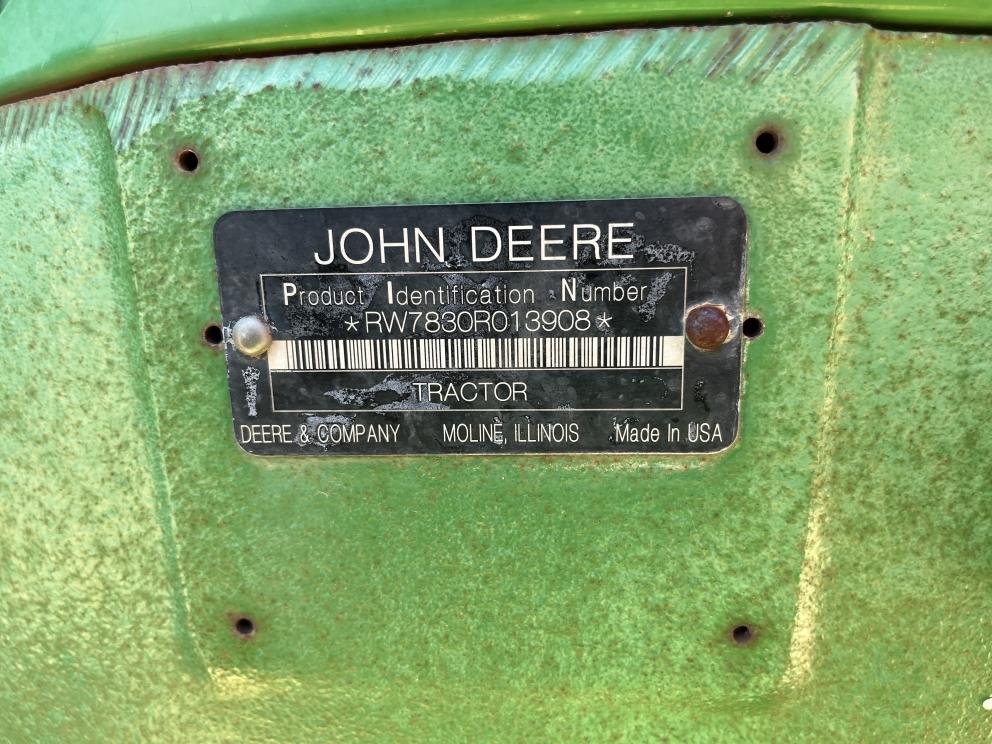 JOHN DEERE
Product Identification Number
*RW7830R013908*
TRACTOR
DEERE & COMPANY MOLINE, ILLINOIS Made In USA